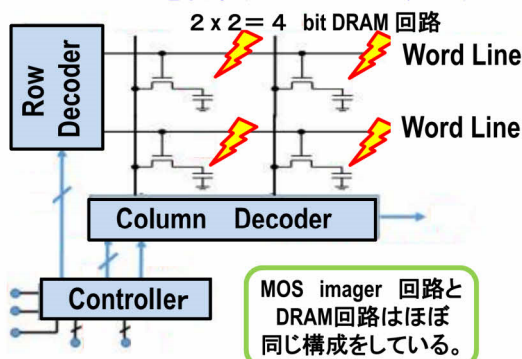 2 x 2 = 4 bit DRAM 回路
Word Line
Row
Decoder
Word Line
Column Decoder
Controller
MOS imager 回路と
DRAM回路はほぼ
同じ構成をしている。